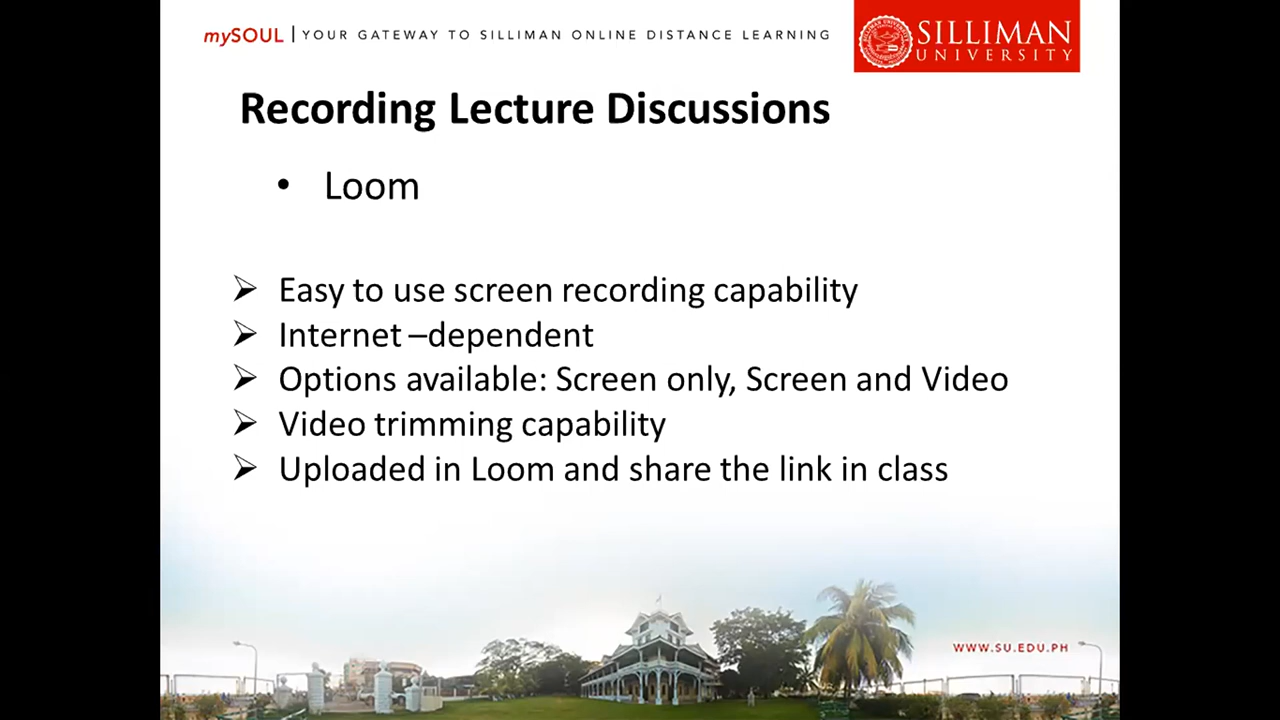 mySOUL | YOUR GATEWAY TO SILLIMAN ONLINE DISTANCE LEARNING
SILLIMAN
UNIVERSITY
Recording Lecture Discussions
• Loom
➢ Easy to use screen recording capability
➢ Internet –dependent
➢ Options available: Screen only, Screen and Video
➢ Video trimming capability
➢ Uploaded in Loom and share the link in class
WWW.SU.EDU.PH